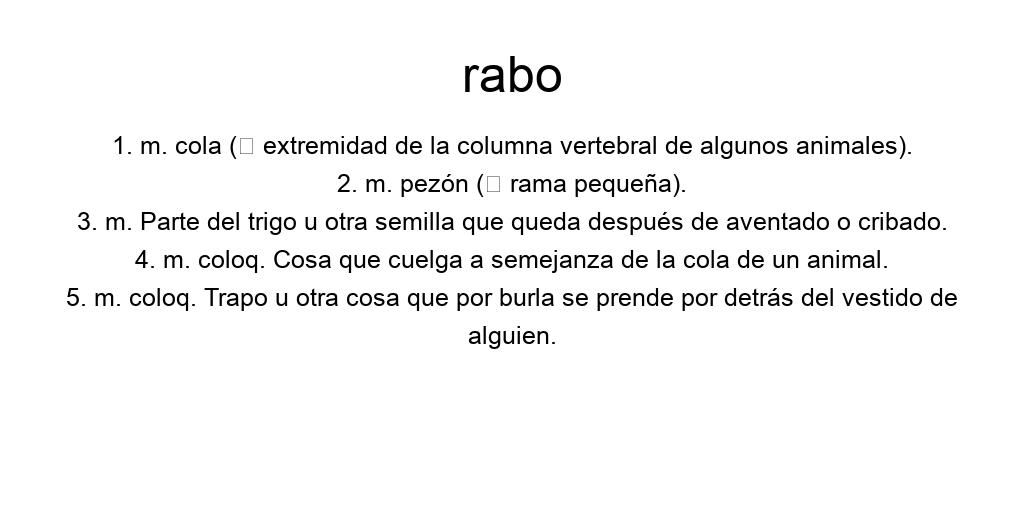 rabo
1. m. cola (□ extremidad de la columna vertebral de algunos animales).
2. m. pezón (□ rama pequeña).
3. m. Parte del trigo u otra semilla que queda después de aventado o cribado.
4. m. coloq. Cosa que cuelga a semejanza de la cola de un animal.
5. m. coloq. Trapo u otra cosa que por burla se prende por detrás del vestido de
alguien.